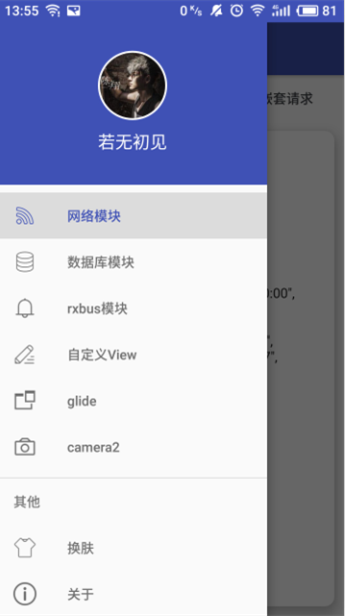 13:55 0 K/s 81
若无初见
嵌套请求
网络模块
数据库模块
0:00",
rxbus模块
",
自定义View
7",
glide
camera2
其他
换肤
关于